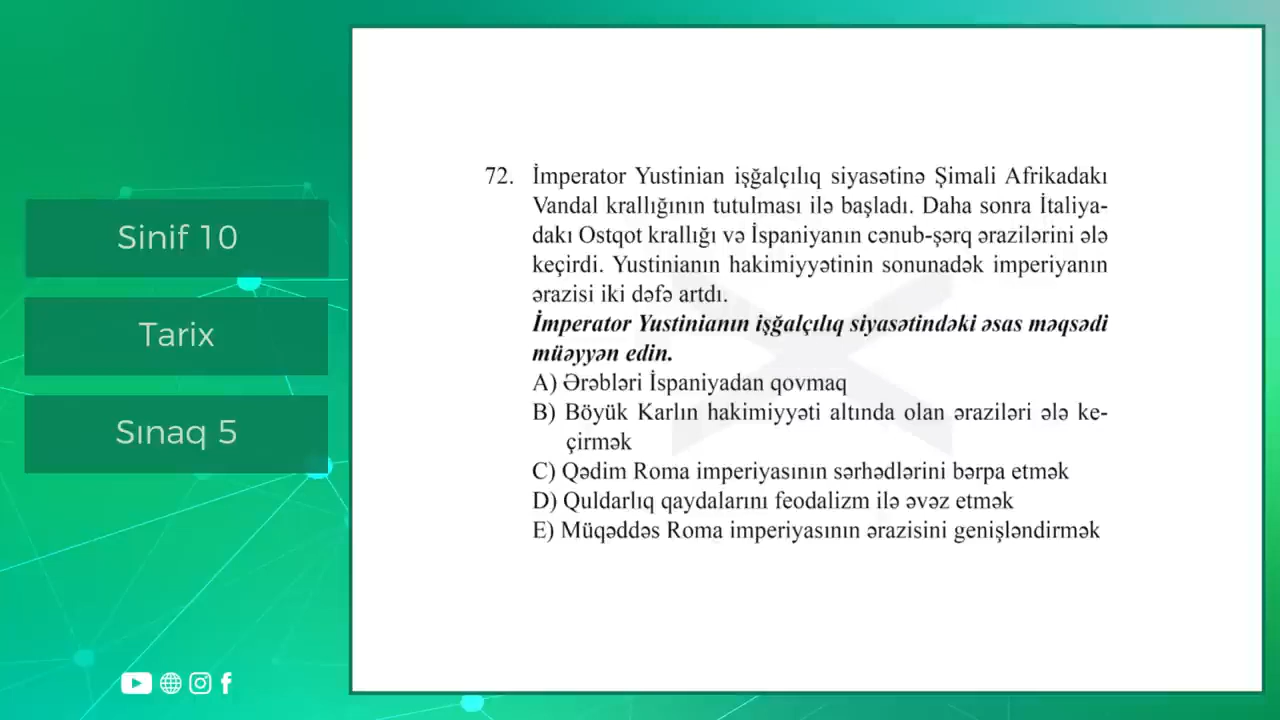 Sinif 10
Tarix
Sınaq 5
72. İmperator Yustinian işğalçılıq siyasətinə Şimali Afrikadakı
Vandal krallığının tutulması ilə başladı. Daha sonra İtaliya-
dakı Ostqot krallığı və İspaniyanın cənub-şərq ərazilərini ələ
keçirdi. Yustinianın hakimiyyətinin sonunadək imperiyanın
ərazisi iki dəfə artdı.
İmperator Yustinianın işğalçılıq siyasətindəki əsas məqsədi
müəyyən edin.
A) Ərəbləri İspaniyadan qovmaq
B) Böyük Karlın hakimiyyəti altında olan əraziləri ələ ke-
çirmək
C) Qədim Roma imperiyasının sərhədlərini bərpa etmək
D) Quldarlıq qaydalarını feodalizm ilə əvəz etmək
E) Müqəddəs Roma imperiyasının ərazisini genişləndirmək